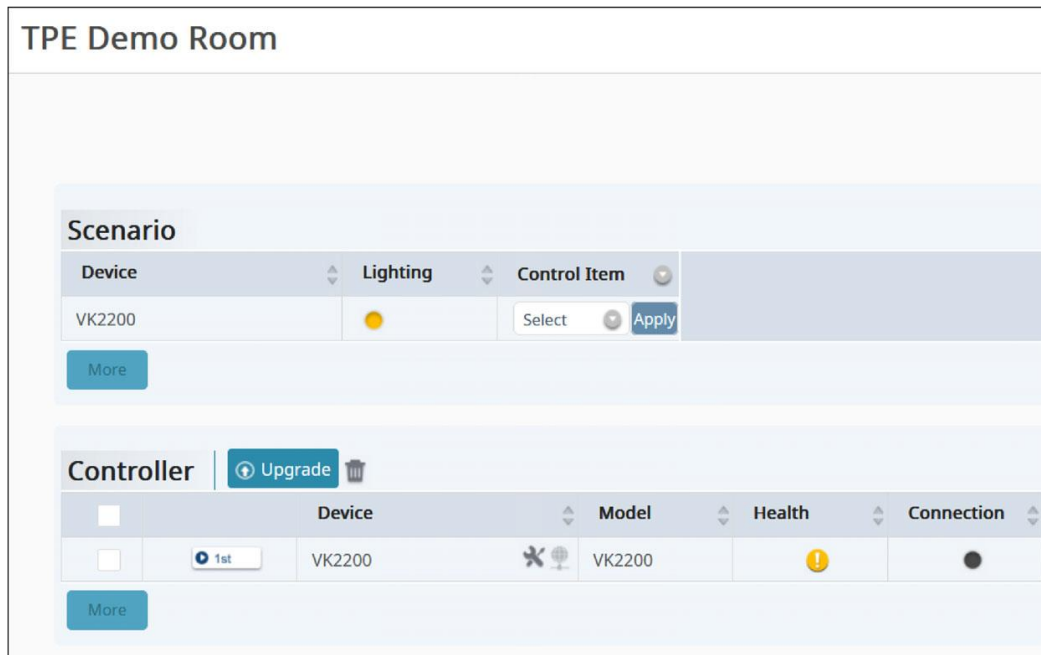 TPE Demo Room
Scenario
Device Lighting Control Item
VK2200 Select Apply
More
Controller Upgrade
Device Model Health Connection
1st VK2200 VK2200
More